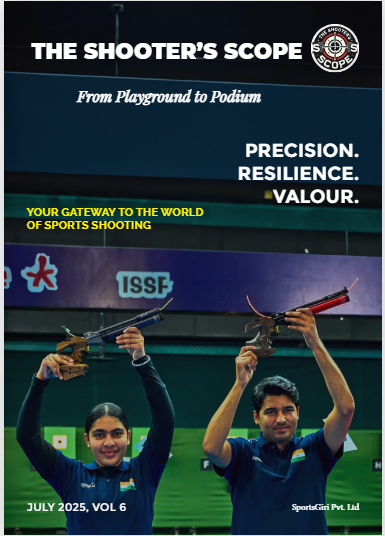 THE SHOOTER'S SCOPE
THE SHOOTER'S
S S
SCOPE
From Playground to Podium
PRECISION.
RESILIENCE.
VALOUR.
YOUR GATEWAY TO THE WORLD
OF SPORTS SHOOTING
ISSF
F
JULY 2025, VOL 6
SportsGiri Pvt. Ltd